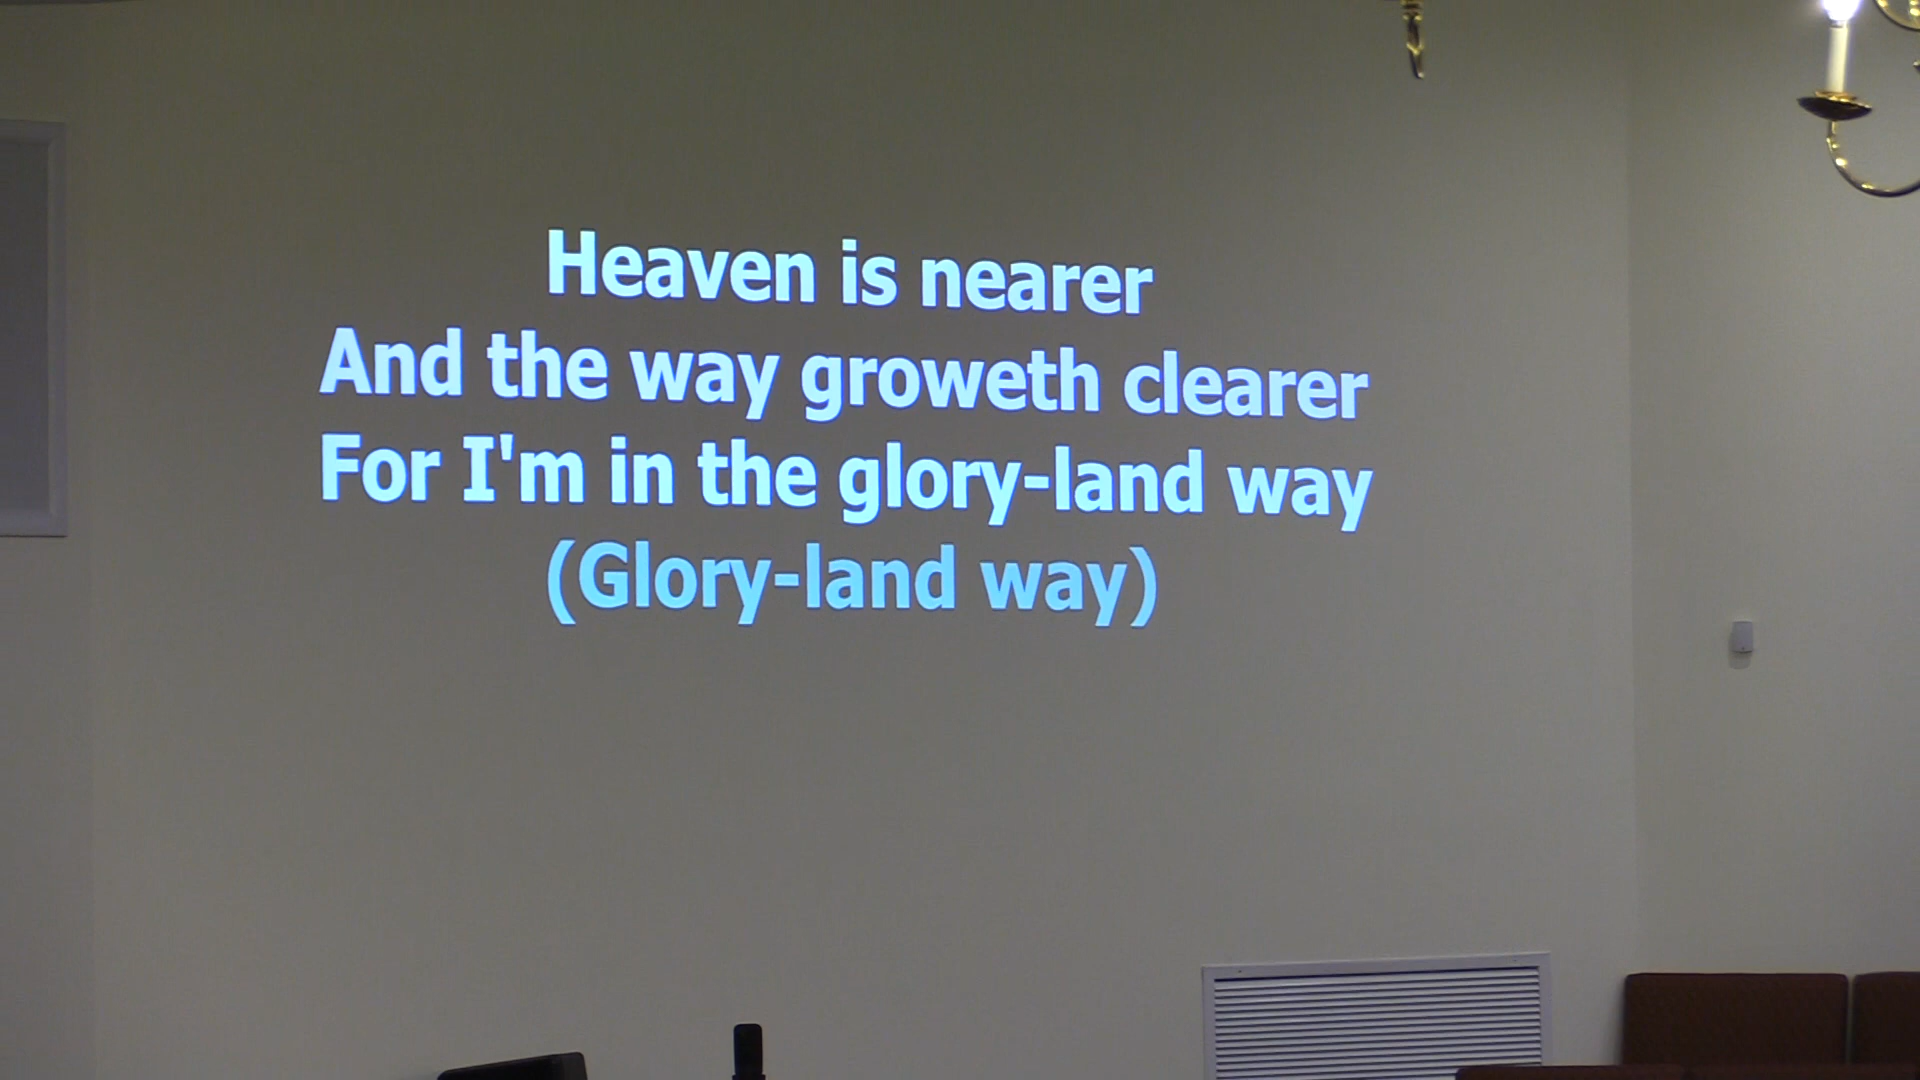 Heaven is nearer
And the way groweth clearer
For I'm in the glory-land way
(Glory-land way)